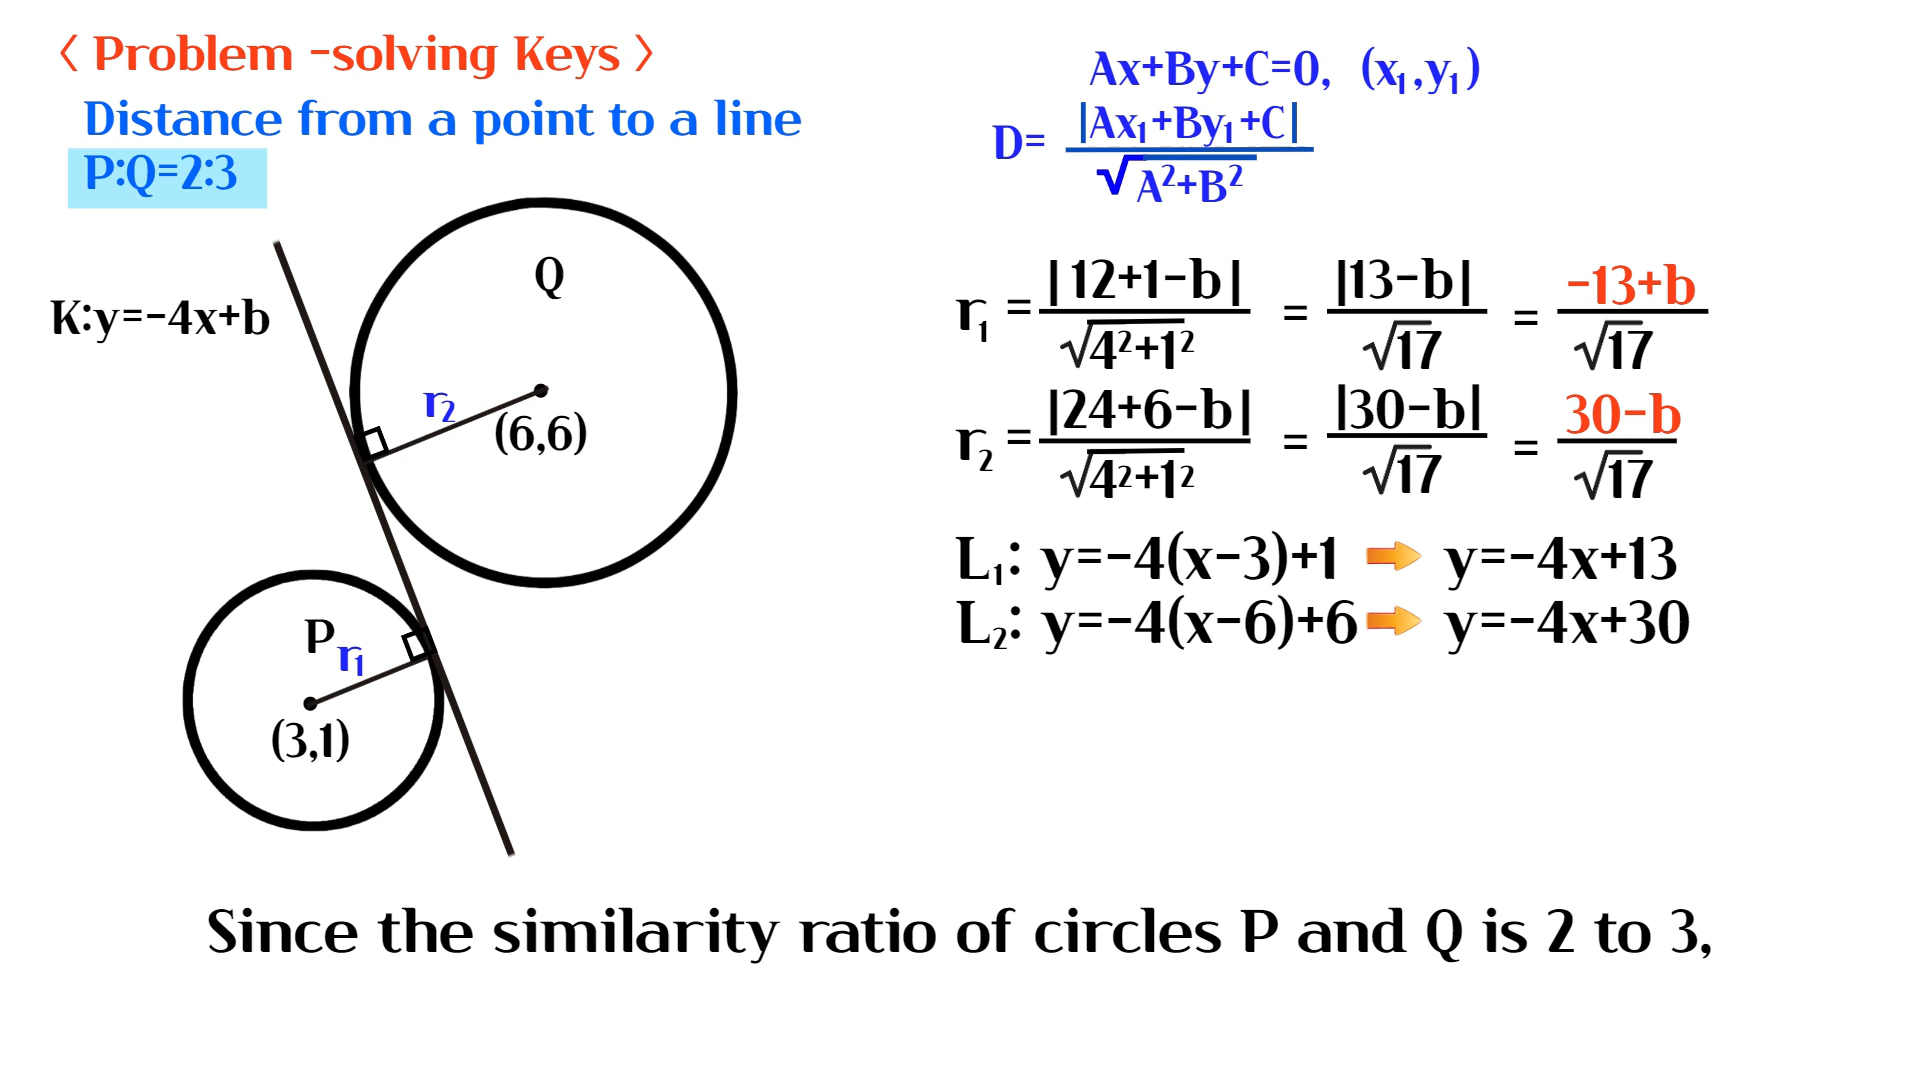 〈 Problem -solving Keys 〉
Distance from a point to a line
P:Q=2:3
K:y=-4x+b
Q
r₂
(6,6)
P
r₁
(3,1)
Ax+By+C=0, (x₁,y₁)
D= |Ax₁+By₁+C| / √A²+B²
r₁ = |12+1-b| / √4²+1² = |13-b| / √17 = -13+b / √17
r₂ = |24+6-b| / √4²+1² = |30-b| / √17 = 30-b / √17
L₁: y=-4(x-3)+1 ➡ y=-4x+13
L₂: y=-4(x-6)+6 ➡ y=-4x+30
Since the similarity ratio of circles P and Q is 2 to 3,